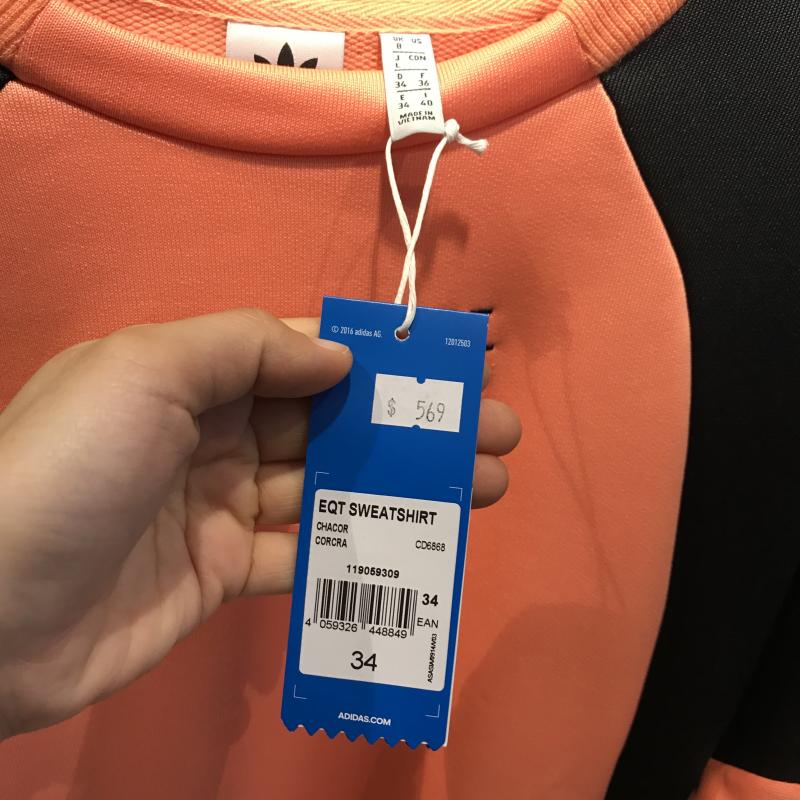 UK US
8
J CDN
L
D F
34 36
E I
34 40
MADE IN
VIETNAM
© 2016 adidas AG.
12012503
$ 569
EQT SWEATSHIRT
CHACOR
CORCRA CD6868
119059309
34
4 059326 448849 EAN
34
ADIDAS.COM